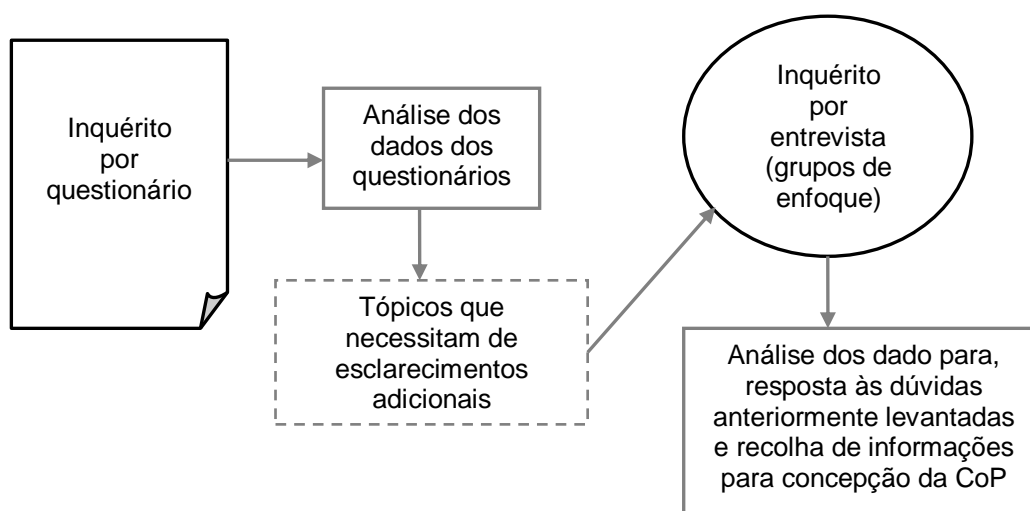 Inquérito
por
questionário
Análise dos
dados dos
questionários
Tópicos que
necessitam de
esclarecimentos
adicionais
Inquérito
por
entrevista
(grupos de
enfoque)
Análise dos dado para,
resposta às dúvidas
anteriormente levantadas
e recolha de informações
para concepção da CoP